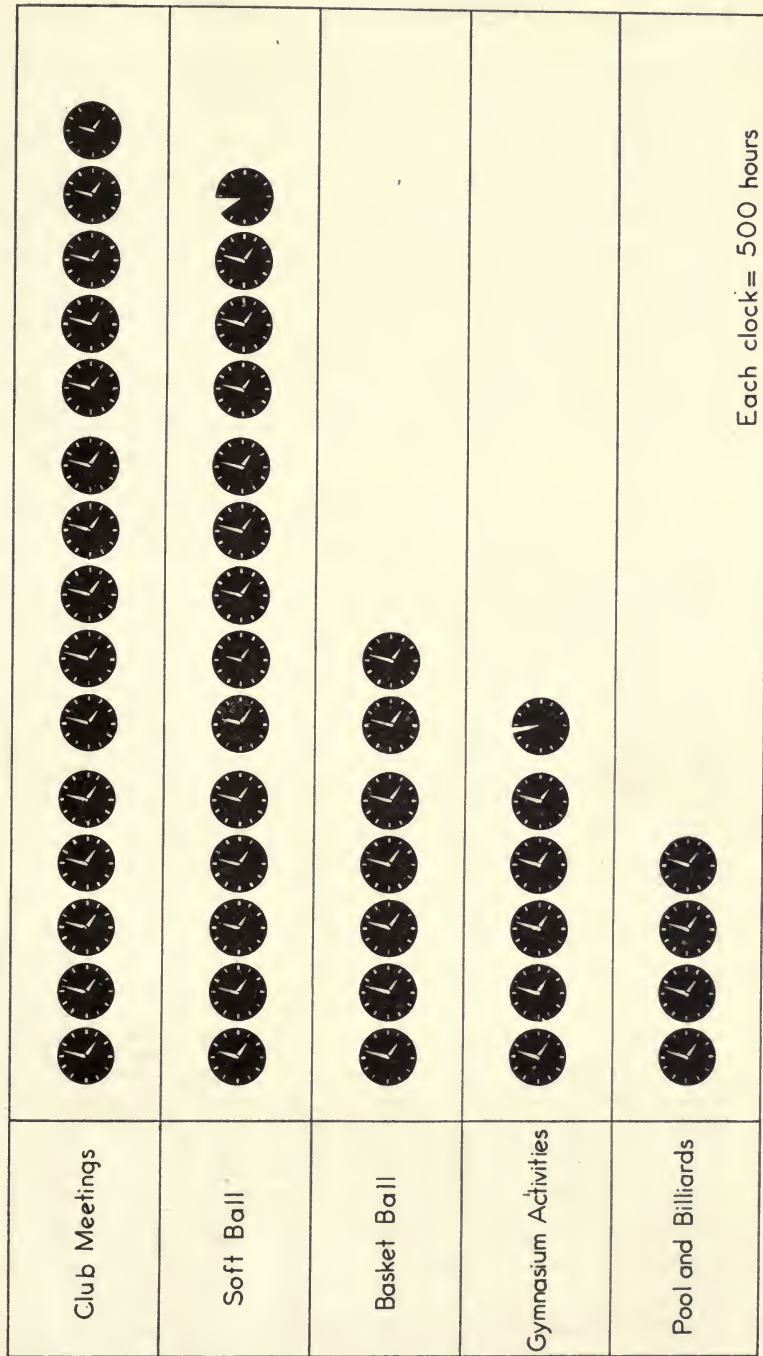 Club Meetings
Soft Ball
Basket Ball
Gymnasium Activities
Pool and Billiards
Each clock= 500 hours